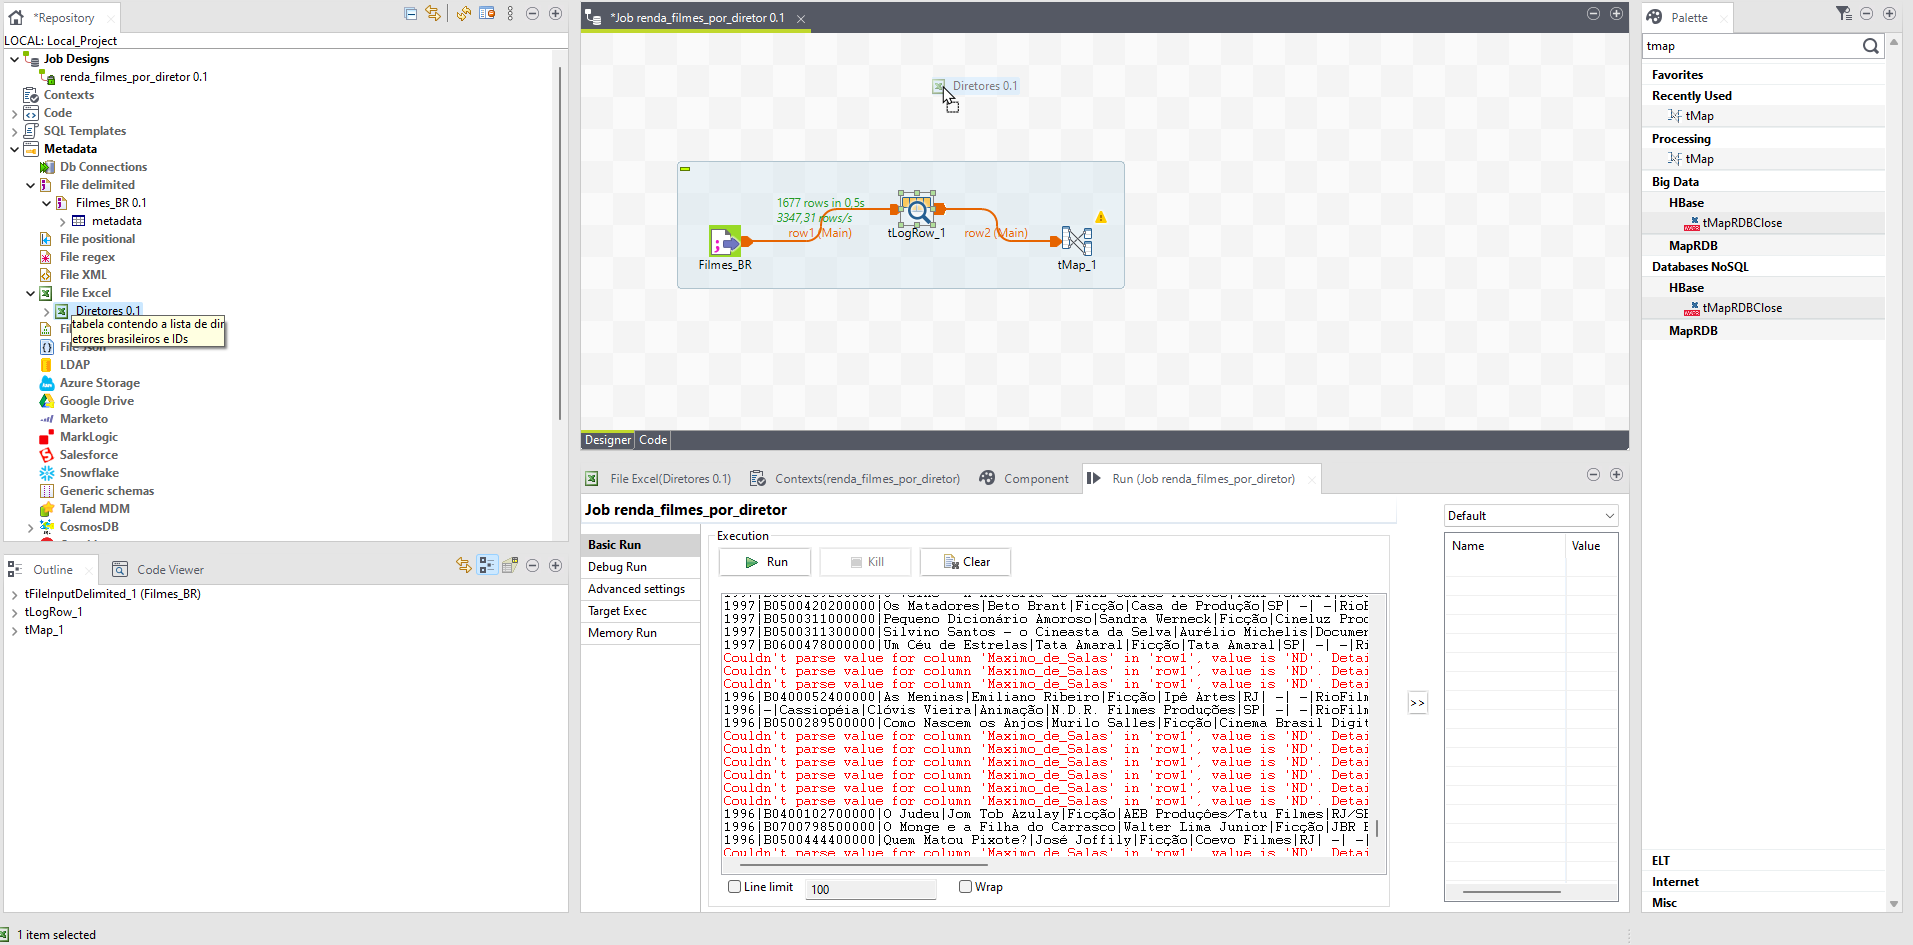 *Repository
LOCAL: Local_Project
Job Designs
renda_filmes_por_diretor 0.1
Contexts
Code
SQL Templates
Metadata
Db Connections
File delimited
Filmes_BR 0.1
metadata
File positional
File regex
File XML
File Excel
Diretores 0.1
tabela contendo a lista de dir
etores brasileiros e IDs
LDAP
Azure Storage
Google Drive
Marketo
MarkLogic
Salesforce
Snowflake
Generic schemas
Talend MDM
CosmosDB
Outline
Code Viewer
tFileInputDelimited_1 (Filmes_BR)
tLogRow_1
tMap_1
1 item selected
*Job renda_filmes_por_diretor 0.1
Diretores 0.1
1677 rows in 0,5s
3347,31 rows/s
row1 (Main)
tLogRow_1
row2 (Main)
Filmes_BR
tMap_1
Designer
Code
File Excel(Diretores 0.1)
Contexts(renda_filmes_por_diretor)
Component
Run (Job renda_filmes_por_diretor)
Job renda_filmes_por_diretor
Basic Run
Debug Run
Advanced settings
Target Exec
Memory Run
Execution
Run
Kill
Clear
1997|B0500420200000|Os Matadores|Beto Brant|Ficção|Casa de Produção|SP| -| -|RioF
1997|B0500311000000|Pequeno Dicionário Amoroso|Sandra Werneck|Ficção|Cineluz Proc
1997|B0500311300000|Silvino Santos - o Cineasta da Selva|Aurélio Michelis|Documen
1997|B0600478000000|Um Céu de Estrelas|Tata Amaral|Ficção|Tata Amaral|SP| -| -|Ri
Couldn't parse value for column 'Maximo_de_Salas' in 'row1', value is 'ND'. Detai
Couldn't parse value for column 'Maximo_de_Salas' in 'row1', value is 'ND'. Detai
Couldn't parse value for column 'Maximo_de_Salas' in 'row1', value is 'ND'. Detai
1996|B0400052400000|As Meninas|Emiliano Ribeiro|Ficção|Ipê Artes|RJ| -| -|RioFilm
1996|-|Cassiopéia|Clóvis Vieira|Animação|N.D.R. Filmes Produções|SP| -| -|RioFilm
1996|B0500289500000|Como Nascem os Anjos|Murilo Salles|Ficção|Cinema Brasil Digit
Couldn't parse value for column 'Maximo_de_Salas' in 'row1', value is 'ND'. Detai
Couldn't parse value for column 'Maximo_de_Salas' in 'row1', value is 'ND'. Detai
Couldn't parse value for column 'Maximo_de_Salas' in 'row1', value is 'ND'. Detai
Couldn't parse value for column 'Maximo_de_Salas' in 'row1', value is 'ND'. Detai
Couldn't parse value for column 'Maximo_de_Salas' in 'row1', value is 'ND'. Detai
Couldn't parse value for column 'Maximo_de_Salas' in 'row1', value is 'ND'. Detai
1996|B0400102700000|O Judeu|Jom Tob Azulay|Ficção|AEB Produções/Tatu Filmes|RJ/SP
1996|B0700798500000|O Monge e a Filha do Carrasco|Walter Lima Junior|Ficção|JBR F
1996|B0500444400000|Quem Matou Pixote?|José Joffily|Ficção|Coevo Filmes|RJ| -| -|
Couldn't parse value for column 'Maximo_de_Salas' in 'row1', value is 'ND'. Detai
Line limit
100
Wrap
>>
Default
Name
Value
Palette
tmap
Favorites
Recently Used
tMap
Processing
tMap
Big Data
HBase
tMapRDBClose
MapRDB
Databases NoSQL
HBase
tMapRDBClose
MapRDB
ELT
Internet
Misc